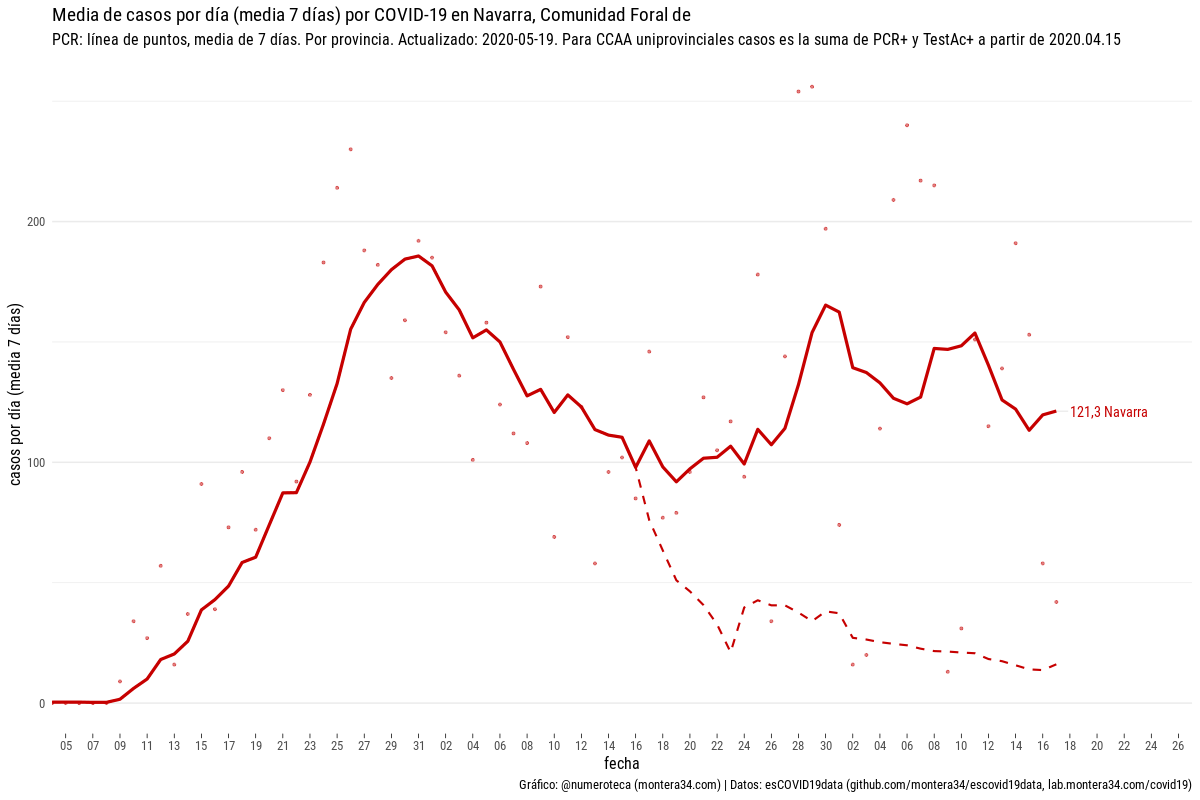 Media de casos por día (media 7 días) por COVID-19 en Navarra, Comunidad Foral de
PCR: línea de puntos, media de 7 días. Por provincia. Actualizado: 2020-05-19. Para CCAA uniprovinciales casos es la suma de PCR+ y TestAc+ a partir de 2020.04.15
casos por día (media 7 días)
200
100
0
121,3 Navarra
05 07 09 11 13 15 17 19 21 23 25 27 29 31 02 04 06 08 10 12 14 16 18 20 22 24 26 28 30 02 04 06 08 10 12 14 16 18 20 22 24 26
fecha
Gráfico: @numeroteca (montera34.com) | Datos: esCOVID19data (github.com/montera34/escovid19data, lab.montera34.com/covid19)